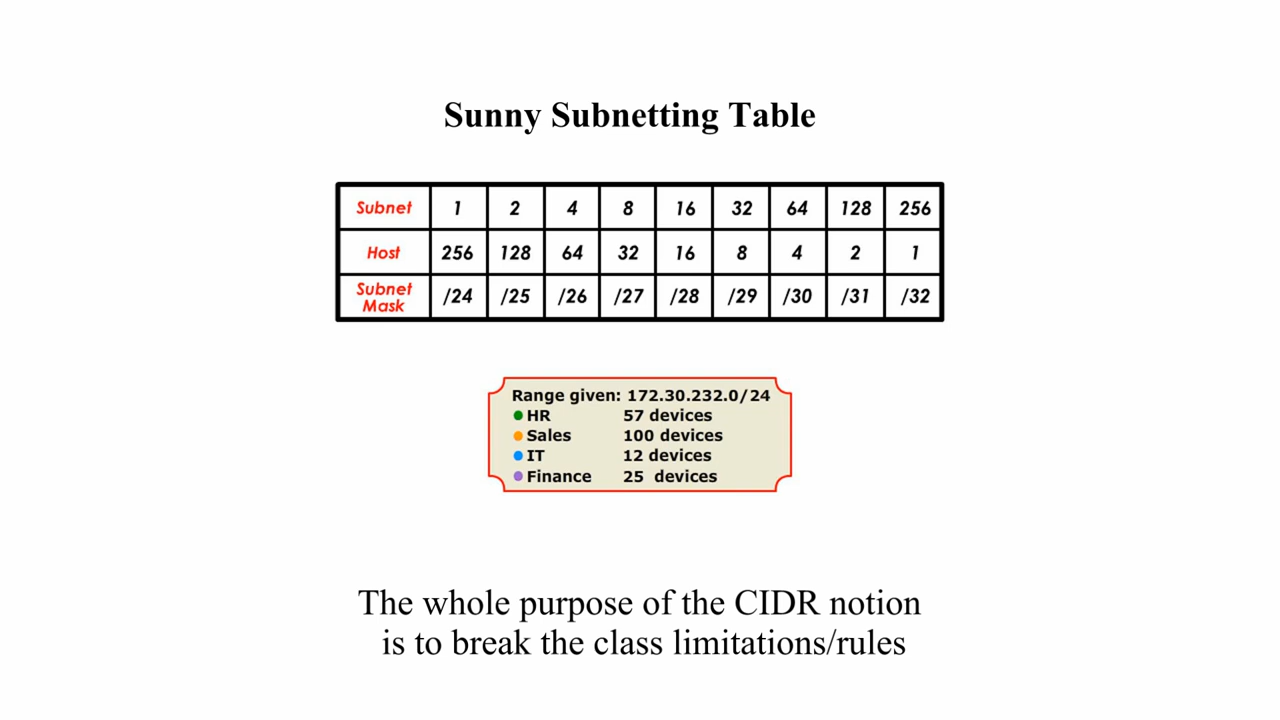 Sunny Subnetting Table
Subnet 1 2 4 8 16 32 64 128 256
Host 256 128 64 32 16 8 4 2 1
Subnet Mask /24 /25 /26 /27 /28 /29 /30 /31 /32
Range given: 172.30.232.0/24
HR 57 devices
Sales 100 devices
IT 12 devices
Finance 25 devices
The whole purpose of the CIDR notion
is to break the class limitations/rules